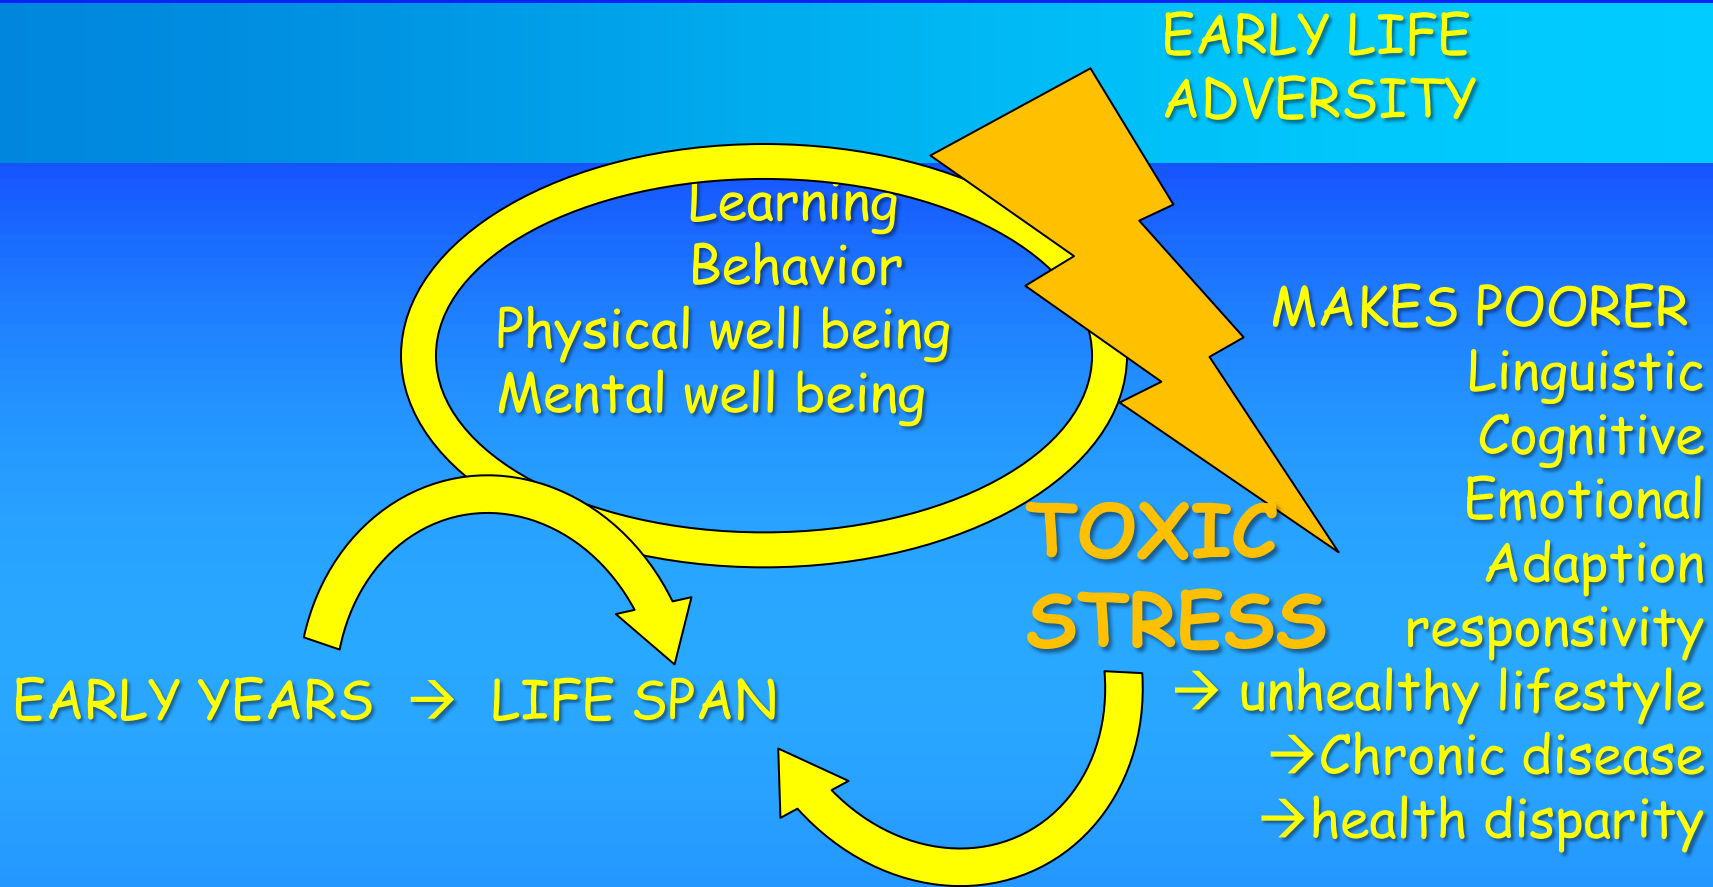 EARLY LIFE
ADVERSITY
Learning
Behavior
Physical well being
Mental well being
MAKES POORER
Linguistic
Cognitive
Emotional
Adaption
responsivity
→ unhealthy lifestyle
→Chronic disease
→health disparity
TOXIC
STRESS
EARLY YEARS → LIFE SPAN